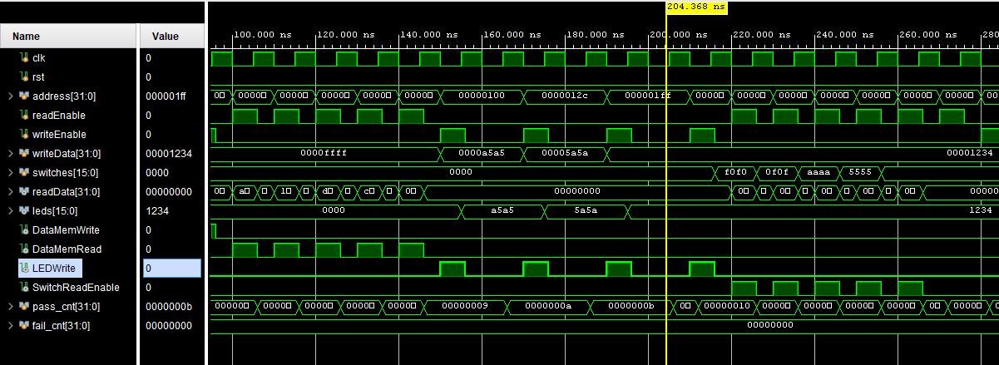 204.368 ns
Name Value 100.000 ns 120.000 ns 140.000 ns 160.000 ns 180.000 ns 200.000 ns 220.000 ns 240.000 ns 260.000 ns 280
clk 0
rst 0
address[31:0] 000001ff 00000100 0000012c 000001ff
readEnable 0
writeEnable 0
writeData[31:0] 00001234 0000ffff 0000a5a5 00005a5a 00001234
switches[15:0] 0000 0000 f0f0 0f0f aaaa 5555
readData[31:0] 00000000 00000000
leds[15:0] 1234 0000 a5a5 5a5a 1234
DataMemWrite 0
DataMemRead 0
LEDWrite 0
SwitchReadEnable 0
pass_cnt[31:0] 0000000b 00000009 0000000a 0000000b 00000010
fail_cnt[31:0] 00000000 00000000